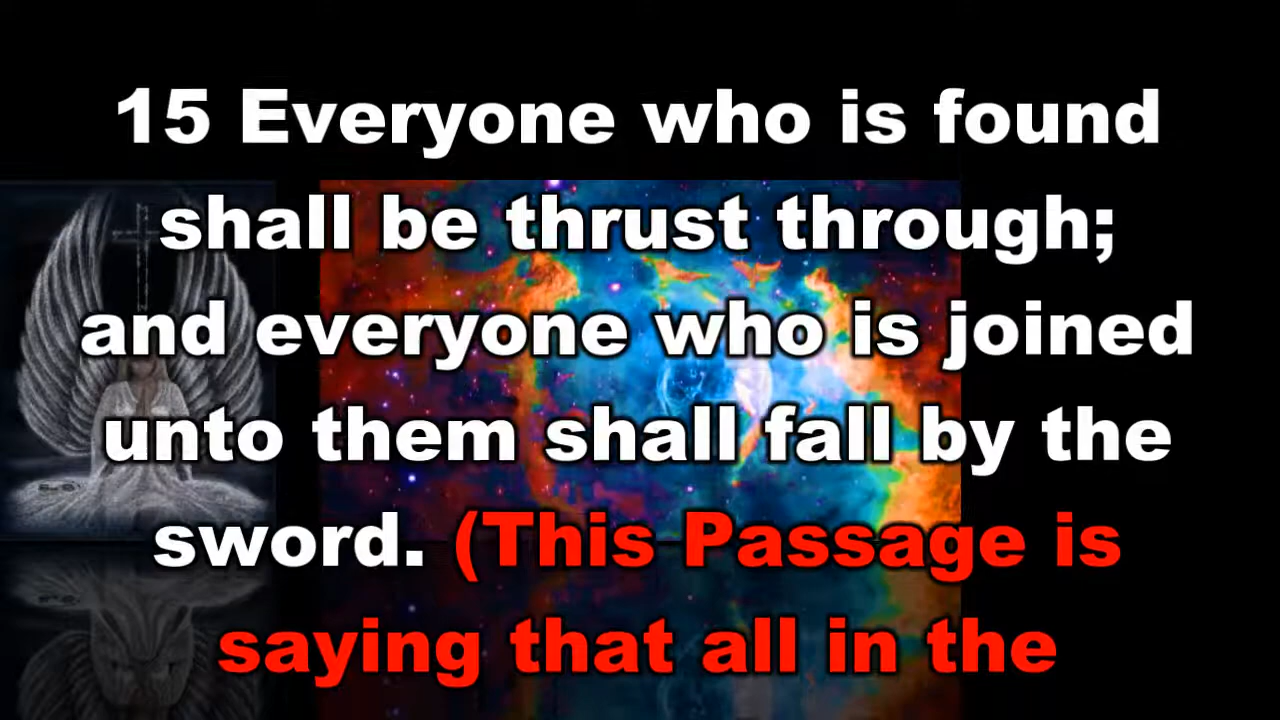 15 Everyone who is found
shall be thrust through;
and everyone who is joined
unto them shall fall by the
sword. (This Passage is
saying that all in the